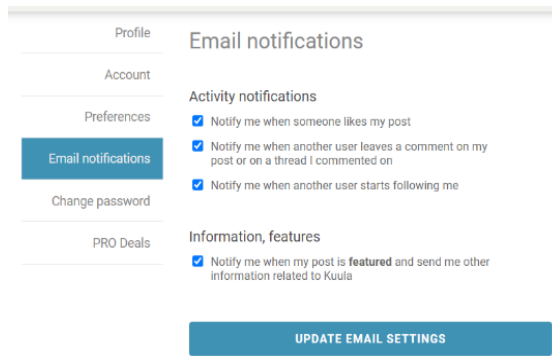 Profile
Account
Preferences
Email notifications
Change password
PRO Deals
Email notifications
Activity notifications
Notify me when someone likes my post
Notify me when another user leaves a comment on my
post or on a thread I commented on
Notify me when another user starts following me
Information, features
Notify me when my post is featured and send me other
information related to Kuula
UPDATE EMAIL SETTINGS